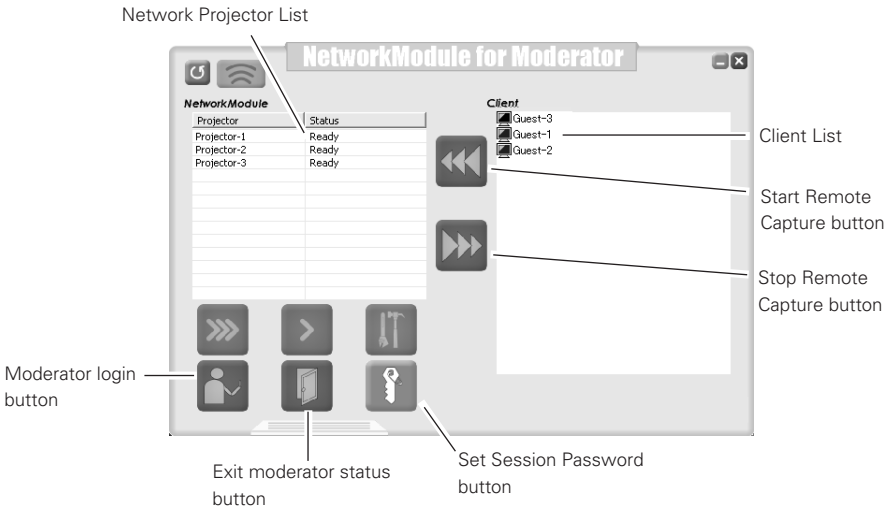 Network Projector List
NetworkModule for Moderator
NetworkModule
Client
Projector Status
Projector-1 Ready
Projector-2 Ready
Projector-3 Ready
Guest-3
Guest-1
Guest-2
Client List
Start Remote
Capture button
Stop Remote
Capture button
Moderator login
button
Exit moderator status
button
Set Session Password
button